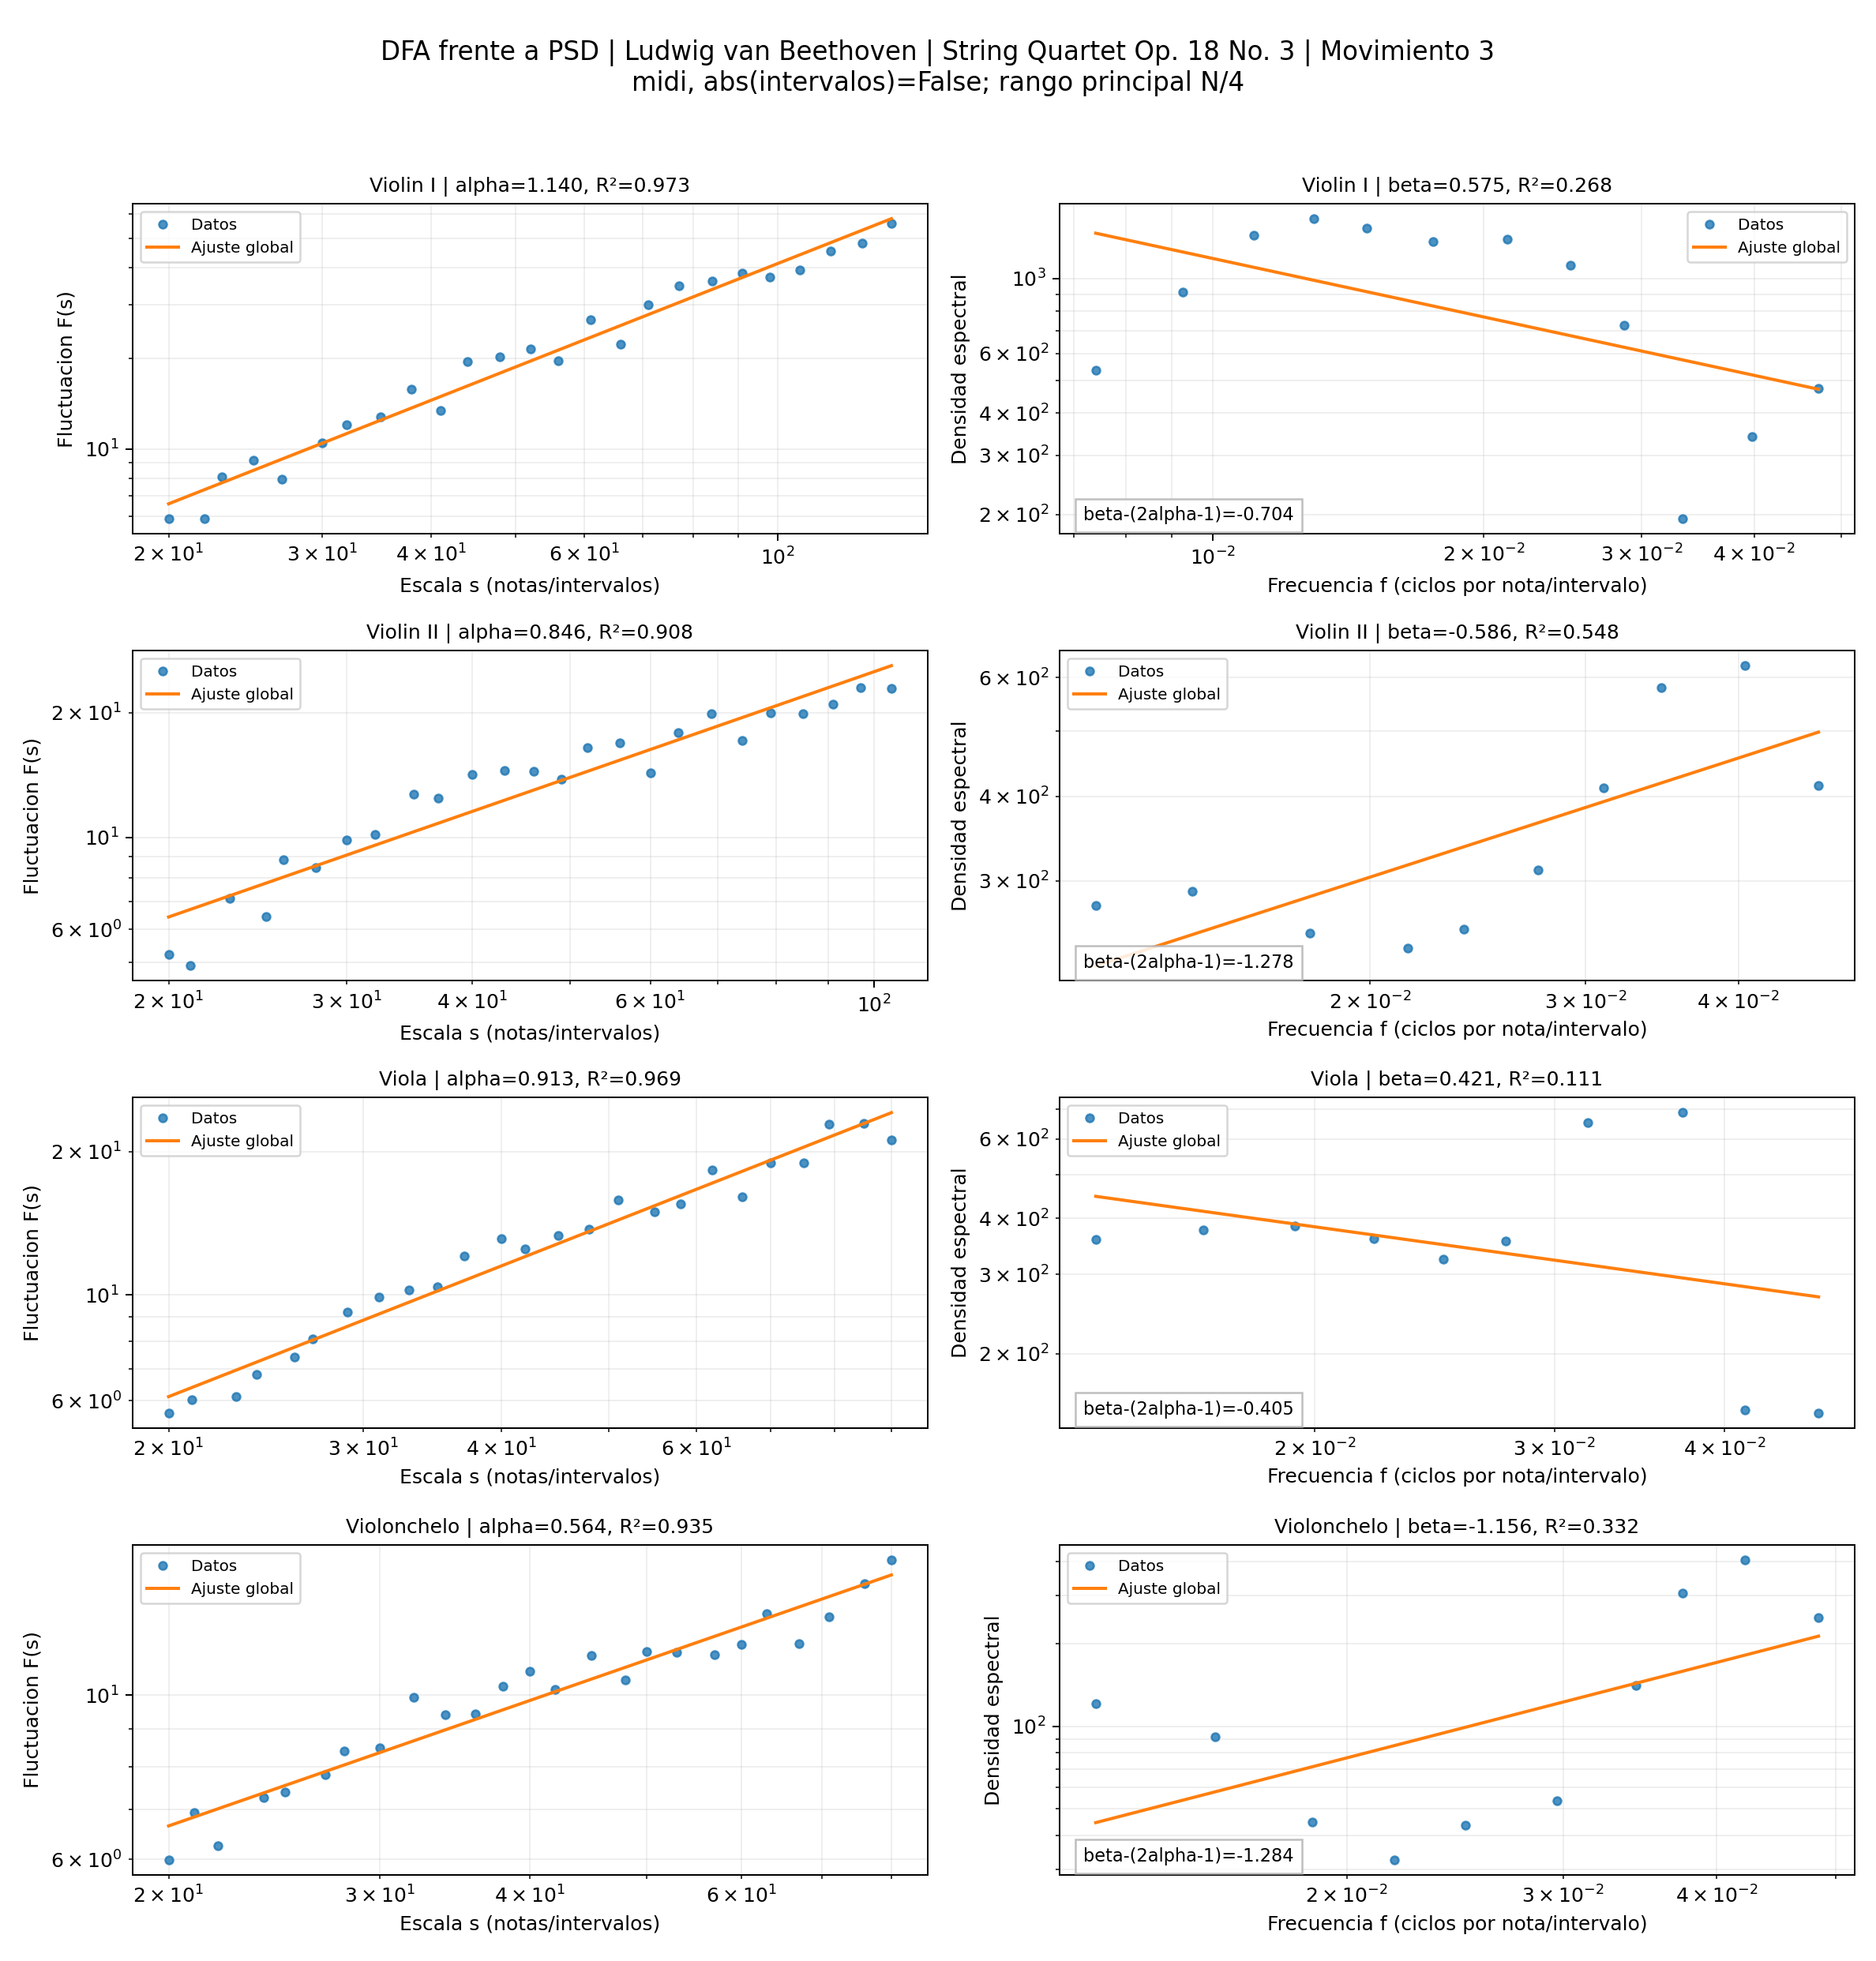 DFA frente a PSD | Ludwig van Beethoven | String Quartet Op. 18 No. 3 | Movimiento 3
midi, abs(intervalos)=False; rango principal N/4
Violin I | alpha=1.140, R²=0.973
Datos
Ajuste global
Fluctuacion F(s)
10¹
2 × 10¹
3 × 10¹
4 × 10¹
6 × 10¹
10²
Escala s (notas/intervalos)
Violin I | beta=0.575, R²=0.268
Datos
Ajuste global
Densidad espectral
10³
6 × 10²
4 × 10²
3 × 10²
2 × 10²
beta-(2alpha-1)=-0.704
10⁻²
2 × 10⁻²
3 × 10⁻²
4 × 10⁻²
Frecuencia f (ciclos por nota/intervalo)
Violin II | alpha=0.846, R²=0.908
Datos
Ajuste global
Fluctuacion F(s)
2 × 10¹
10¹
6 × 10⁰
2 × 10¹
3 × 10¹
4 × 10¹
6 × 10¹
10²
Escala s (notas/intervalos)
Violin II | beta=-0.586, R²=0.548
Datos
Ajuste global
Densidad espectral
6 × 10²
4 × 10²
3 × 10²
beta-(2alpha-1)=-1.278
2 × 10⁻²
3 × 10⁻²
4 × 10⁻²
Frecuencia f (ciclos por nota/intervalo)
Viola | alpha=0.913, R²=0.969
Datos
Ajuste global
Fluctuacion F(s)
2 × 10¹
10¹
6 × 10⁰
2 × 10¹
3 × 10¹
4 × 10¹
6 × 10¹
Escala s (notas/intervalos)
Viola | beta=0.421, R²=0.111
Datos
Ajuste global
Densidad espectral
6 × 10²
4 × 10²
3 × 10²
2 × 10²
beta-(2alpha-1)=-0.405
2 × 10⁻²
3 × 10⁻²
4 × 10⁻²
Frecuencia f (ciclos por nota/intervalo)
Violonchelo | alpha=0.564, R²=0.935
Datos
Ajuste global
Fluctuacion F(s)
10¹
6 × 10⁰
2 × 10¹
3 × 10¹
4 × 10¹
6 × 10¹
Escala s (notas/intervalos)
Violonchelo | beta=-1.156, R²=0.332
Datos
Ajuste global
Densidad espectral
10²
beta-(2alpha-1)=-1.284
2 × 10⁻²
3 × 10⁻²
4 × 10⁻²
Frecuencia f (ciclos por nota/intervalo)